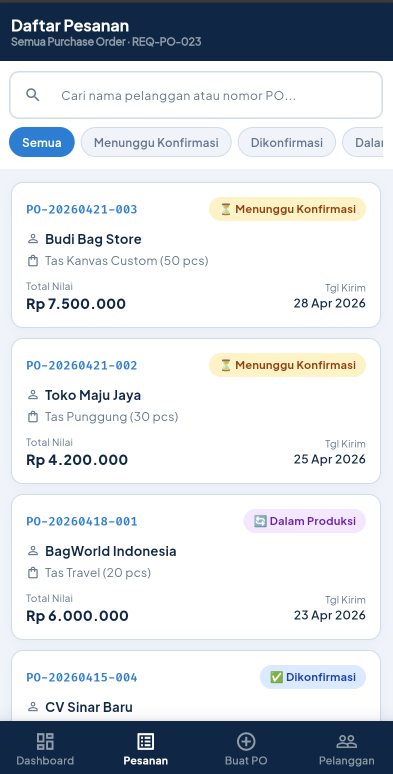 Daftar Pesanan
Semua Purchase Order · REQ-PO-023
Cari nama pelanggan atau nomor PO...
Semua
Menunggu Konfirmasi
Dikonfirmasi
Dalar
PO-20260421-003
⏳ Menunggu Konfirmasi
Budi Bag Store
Tas Kanvas Custom (50 pcs)
Total Nilai
Tgl Kirim
Rp 7.500.000
28 Apr 2026
PO-20260421-002
⏳ Menunggu Konfirmasi
Toko Maju Jaya
Tas Punggung (30 pcs)
Total Nilai
Tgl Kirim
Rp 4.200.000
25 Apr 2026
PO-20260418-001
🔄 Dalam Produksi
BagWorld Indonesia
Tas Travel (20 pcs)
Total Nilai
Tgl Kirim
Rp 6.000.000
23 Apr 2026
PO-20260415-004
✅ Dikonfirmasi
CV Sinar Baru
Dashboard
Pesanan
Buat PO
Pelanggan